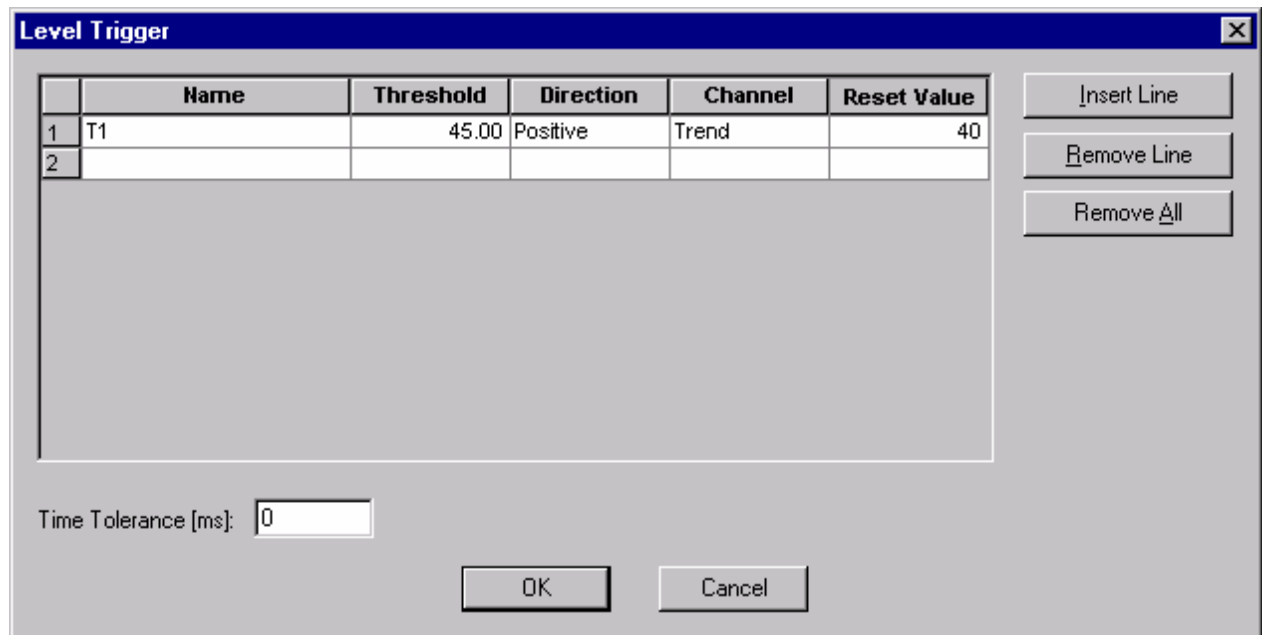 Level Trigger
Name Threshold Direction Channel Reset Value
1 T1 45.00 Positive Trend 40
2
Insert Line
Remove Line
Remove All
Time Tolerance [ms]: 0
OK Cancel